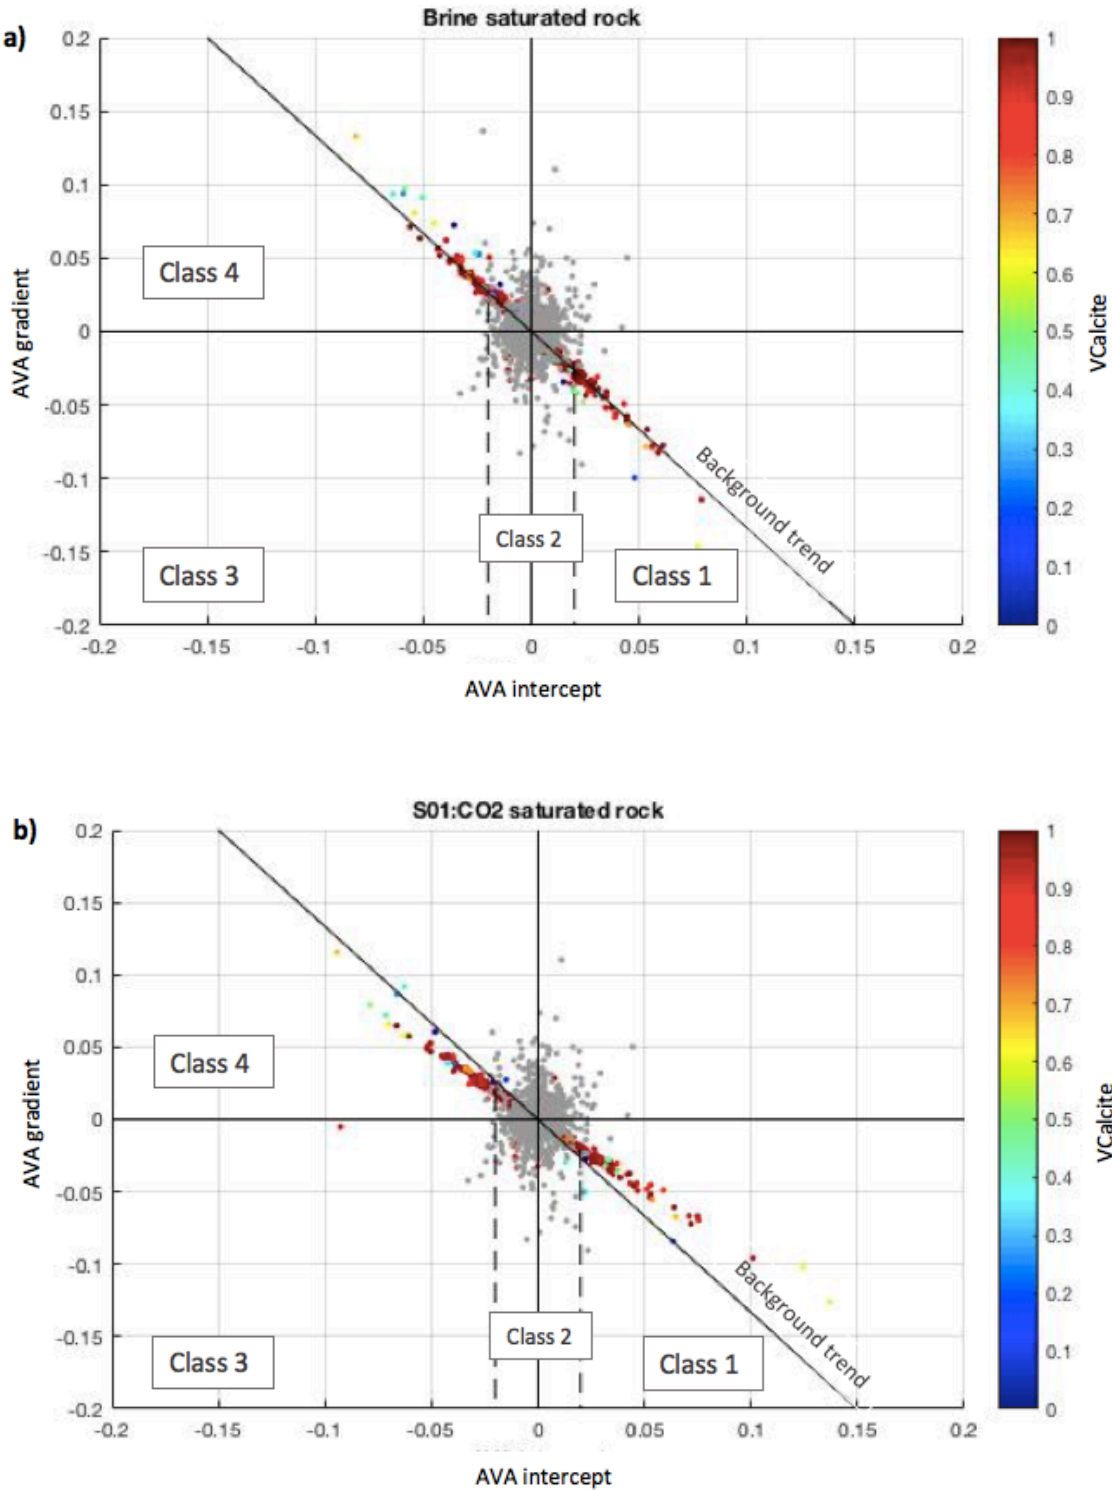 Brine saturated rock
a)
0.2
0.15
0.1
0.05
0
-0.05
-0.1
-0.15
-0.2
AVA gradient
Class 4
Class 3
Class 2
Class 1
Background trend
-0.2
-0.15
-0.1
-0.05
0
0.05
0.1
0.15
0.2
AVA intercept
1
0.9
0.8
0.7
0.6
0.5
0.4
0.3
0.2
0.1
0
VCalcite
S01:CO2 saturated rock
b)
0.2
0.15
0.1
0.05
0
-0.05
-0.1
-0.15
-0.2
AVA gradient
Class 4
Class 3
Class 2
Class 1
Background trend
-0.2
-0.15
-0.1
-0.05
0
0.05
0.1
0.15
0.2
AVA intercept
1
0.9
0.8
0.7
0.6
0.5
0.4
0.3
0.2
0.1
0
VCalcite